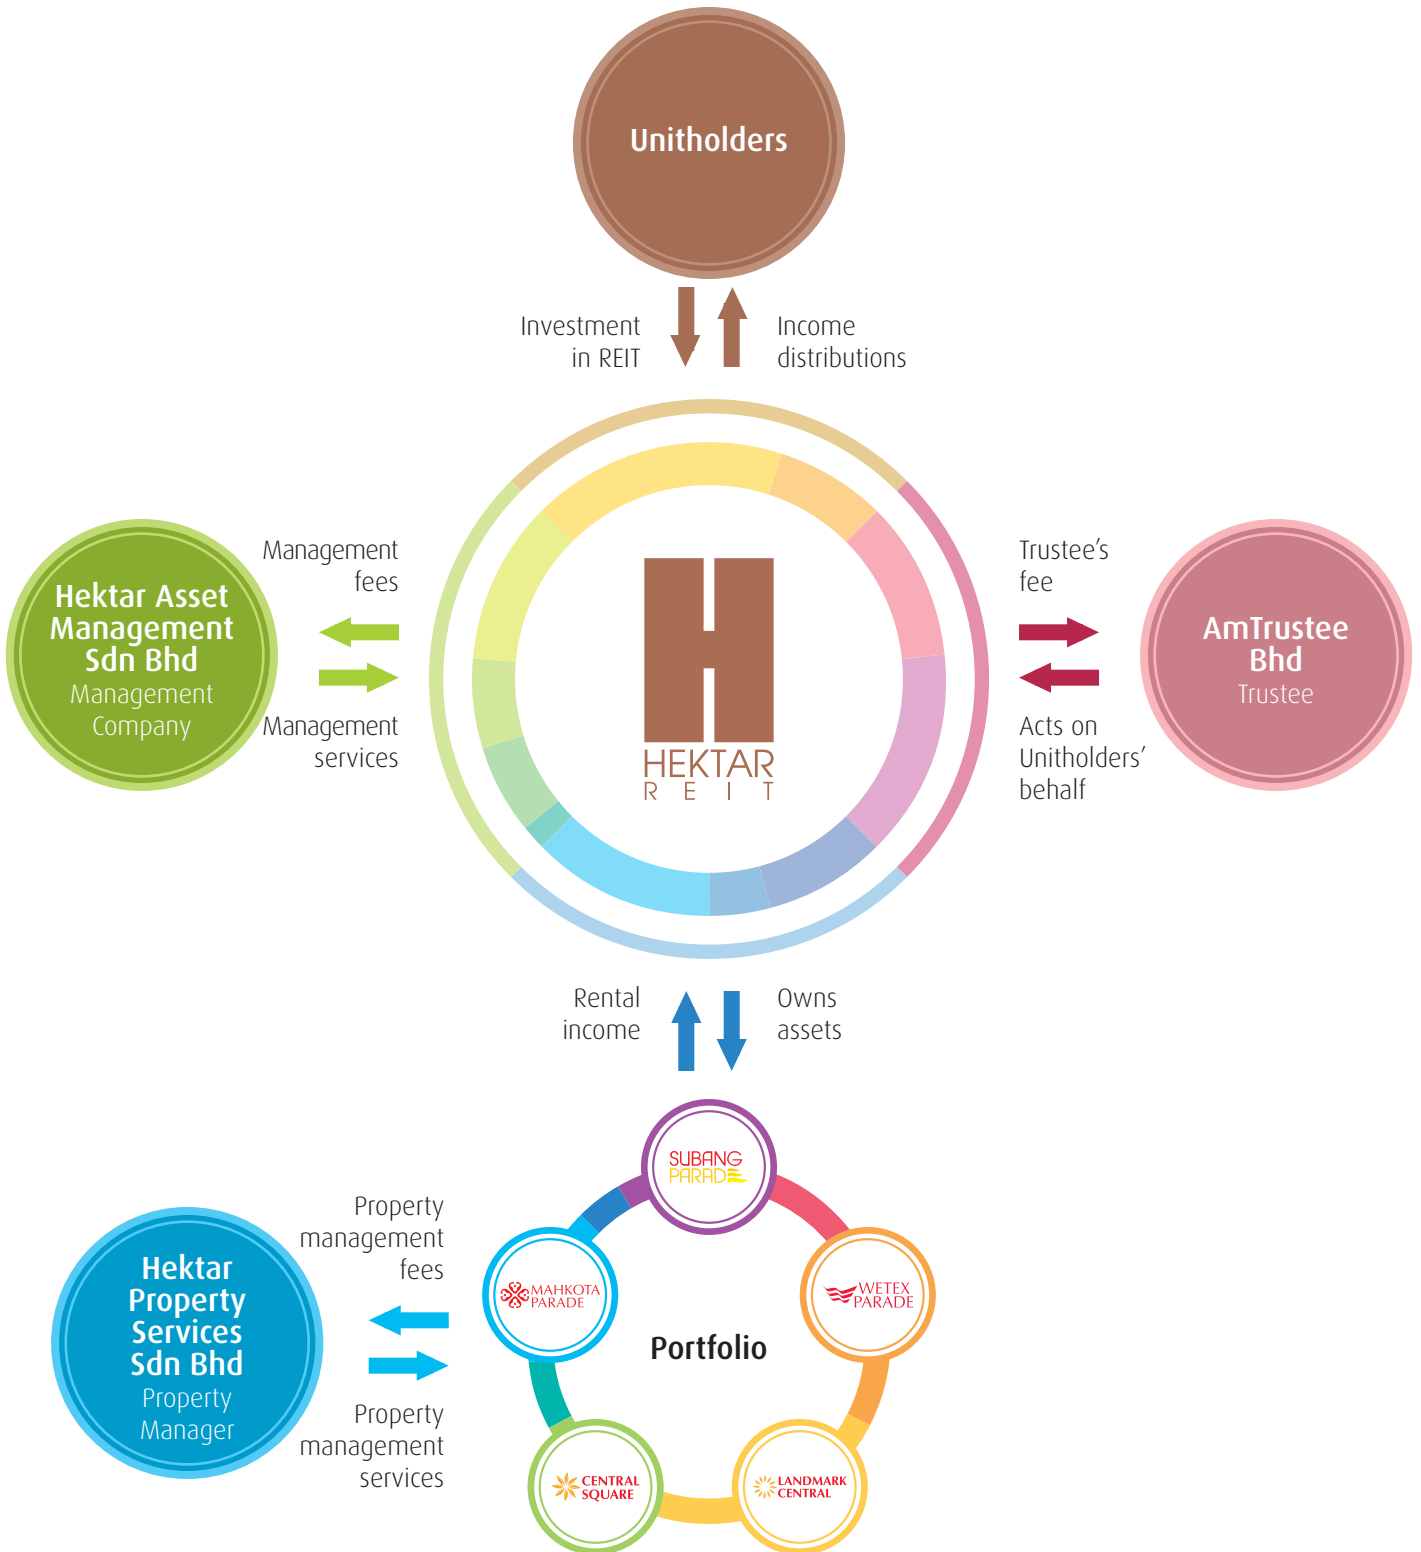 Unitholders
Investment
in REIT
Income
distributions
Management
fees
Hektar Asset
Management
Sdn Bhd
Management
Company
Management
services
HEKTAR
REIT
Trustee's
fee
AmTrustee
Bhd
Trustee
Acts on
Unitholders'
behalf
Rental
income
Owns
assets
SUBANG
PARADE
Property
management
fees
Hektar
Property
Services
Sdn Bhd
Property
Manager
Property
management
services
MAHKOTA
PARADE
WETEX
PARADE
Portfolio
CENTRAL
SQUARE
LANDMARK
CENTRAL